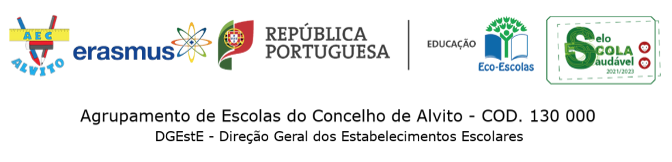 AEC
ALVITO
erasmus
REPÚBLICA
PORTUGUESA
EDUCAÇÃO
Eco-Escolas
Selo
ESCOLA
Saudável
2021/2023
Agrupamento de Escolas do Concelho de Alvito - COD. 130 000
DGEstE - Direção Geral dos Estabelecimentos Escolares